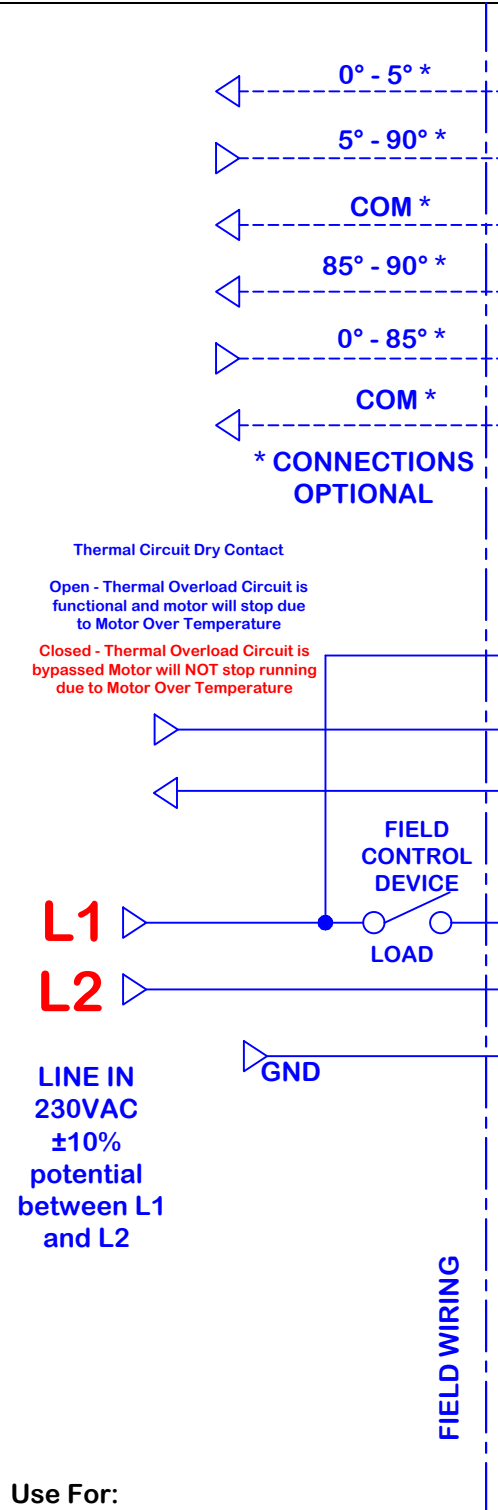 0° - 5° *
5° - 90° *
COM *
85° - 90° *
0° - 85° *
COM *
* CONNECTIONS
OPTIONAL
Thermal Circuit Dry Contact
Open - Thermal Overload Circuit is
functional and motor will stop due
to Motor Over Temperature
Closed - Thermal Overload Circuit is
bypassed Motor will NOT stop running
due to Motor Over Temperature
FIELD
CONTROL
DEVICE
L1
LOAD
L2
GND
LINE IN
230VAC
±10%
potential
between L1
and L2
FIELD WIRING
Use For: